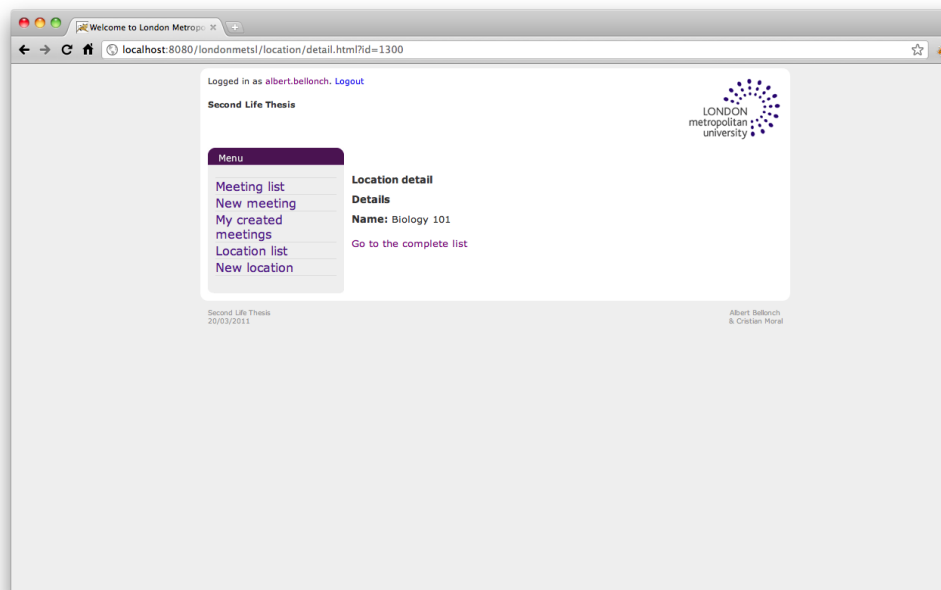 Welcome to London Metropo
localhost:8080/londonmetsl/location/detail.html?id=1300
Logged in as albert.bellonch. Logout
Second Life Thesis
LONDON
metropolitan
university
Menu
Meeting list
New meeting
My created
meetings
Location list
New location
Location detail
Details
Name: Biology 101
Go to the complete list
Second Life Thesis
20/03/2011
Albert Bellonch
& Cristian Moral